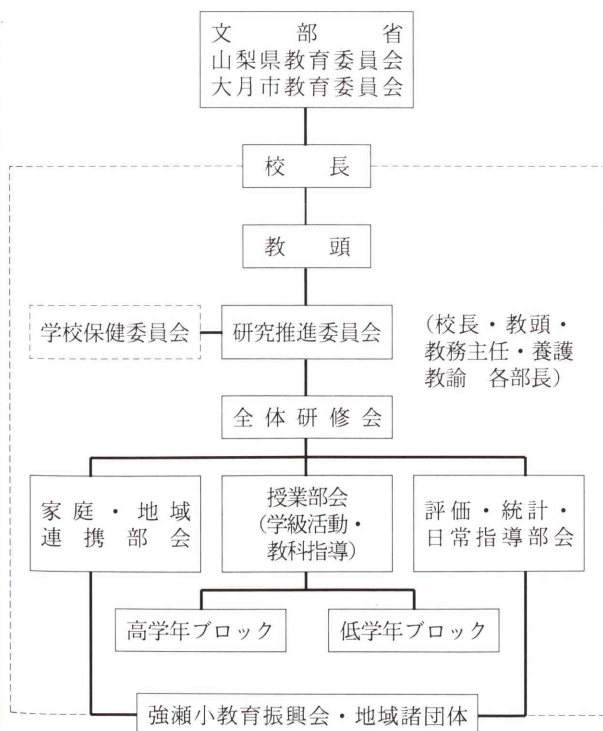 文部省
山梨県教育委員会
大月市教育委員会
校長
教頭
学校保健委員会
研究推進委員会
(校長・教頭・
教務主任・養護
教諭 各部長)
全体研修会
家庭・地域
連携部会
授業部会
(学級活動・
教科指導)
評価・統計・
日常指導部会
高学年ブロック
低学年ブロック
強瀬小教育振興会・地域諸団体